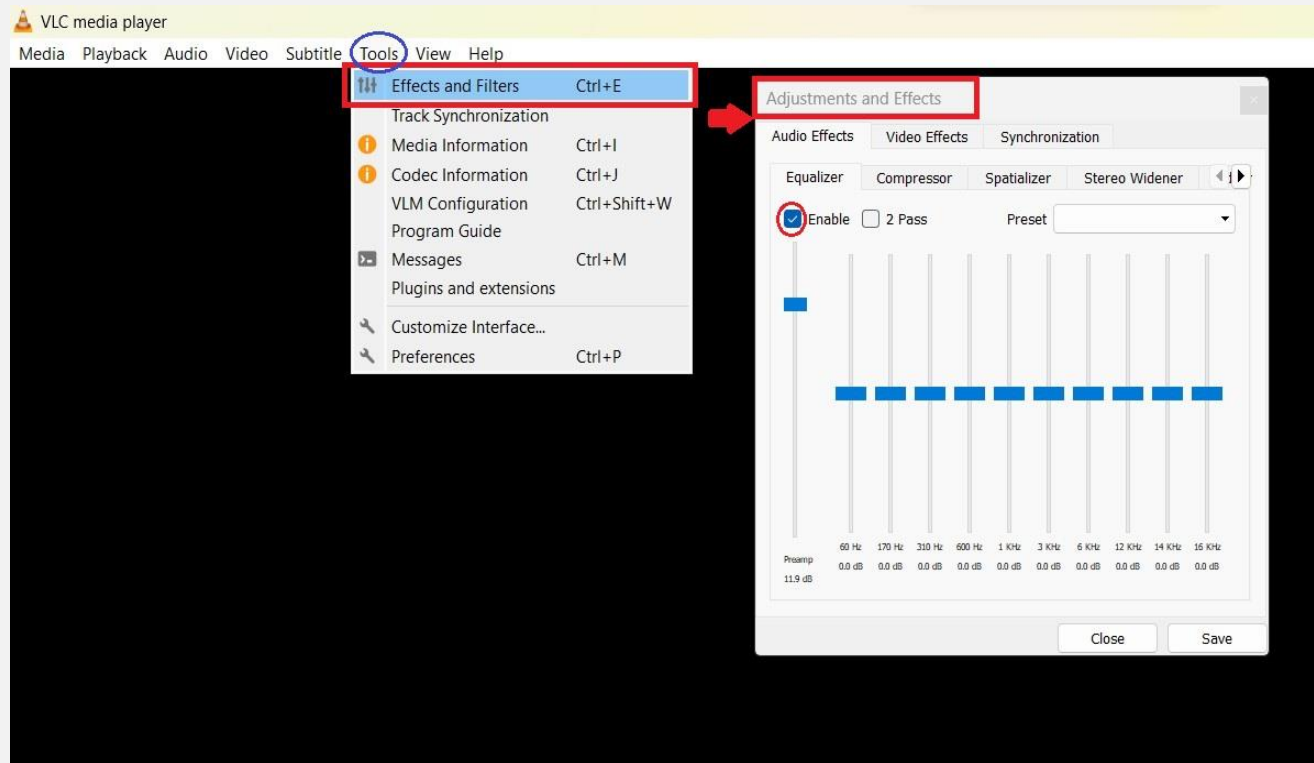 VLC media player
Media Playback Audio Video Subtitle Tools View Help
Effects and Filters Ctrl+E
Track Synchronization
Media Information Ctrl+I
Codec Information Ctrl+J
VLM Configuration Ctrl+Shift+W
Program Guide
Messages Ctrl+M
Plugins and extensions
Customize Interface...
Preferences Ctrl+P
Adjustments and Effects
Audio Effects Video Effects Synchronization
Equalizer Compressor Spatializer Stereo Widener
Enable 2 Pass Preset
60 Hz 170 Hz 310 Hz 600 Hz 1 KHz 3 KHz 6 KHz 12 KHz 14 KHz 16 KHz
Preamp 0.0 dB 0.0 dB 0.0 dB 0.0 dB 0.0 dB 0.0 dB 0.0 dB 0.0 dB 0.0 dB 0.0 dB
11.9 dB
Close Save